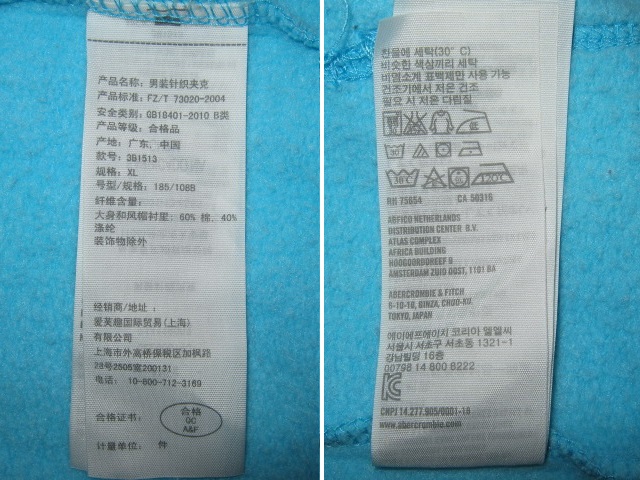 产品名称: 男装针织夹克
产品标准: FZ/T 73020-2004
安全类别: GB18401-2010 B类
产品等级: 合格品
产地: 广东, 中国
款号: 3B1513
规格: XL
号型/规格: 185/108B
纤维含量:
大身和风帽衬里: 60% 棉, 40%
涤纶
装饰物除外
经销商/地址:
爱芙趣国际贸易(上海)
有限公司
上海市外高桥保税区加枫路
28号2505室200131
电话: 10-800-712-3169
合格证书:
合格
QC
A&F
计量单位: 件
찬물에 세탁(30°C)
비슷한 색상끼리 세탁
비염소계 표백제만 사용 가능
건조기에서 저온 건조
필요 시 저온 다림질
30°C
120C
RN 75654 CA 50316
ABFICO NETHERLANDS
DISTRIBUTION CENTER B.V.
ATLAS COMPLEX
AFRICA BUILDING
HOOGOORDDREEF 9
AMSTERDAM ZUID OOST, 1101 BA
ABERCROMBIE & FITCH
6-10-10, GINZA, CHUO-KU.
TOKYO, JAPAN
에이에프에이치 코리아 엘엘씨
서울시 서초구 서초동 1321-1
강남빌딩 16층
00798 14 800 6222
CNPJ 14.277.905/0001-19
www.abercrombie.com